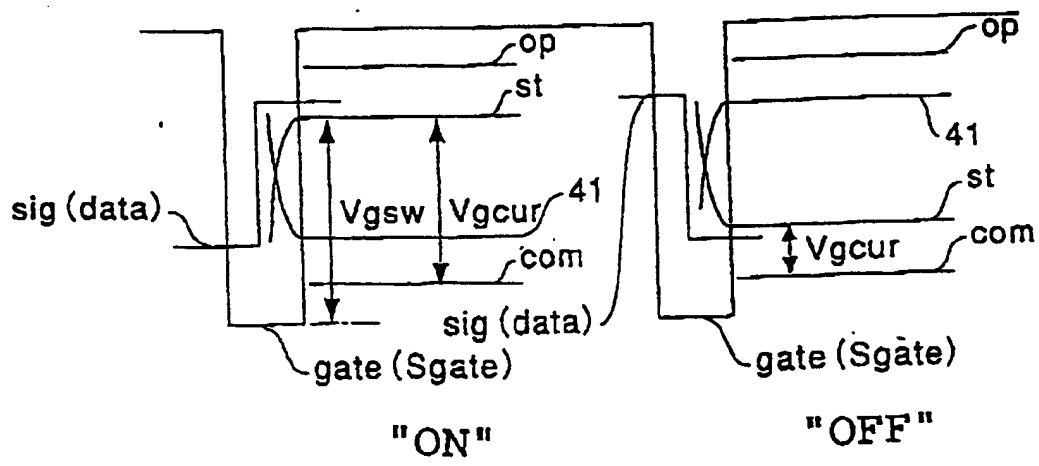 op
st
sig (data)
41
Vgsw
Vgcur
com
gate (Sgate)
"ON"
op
41
st
com
Vgcur
sig (data)
gate (Sgate)
"OFF"